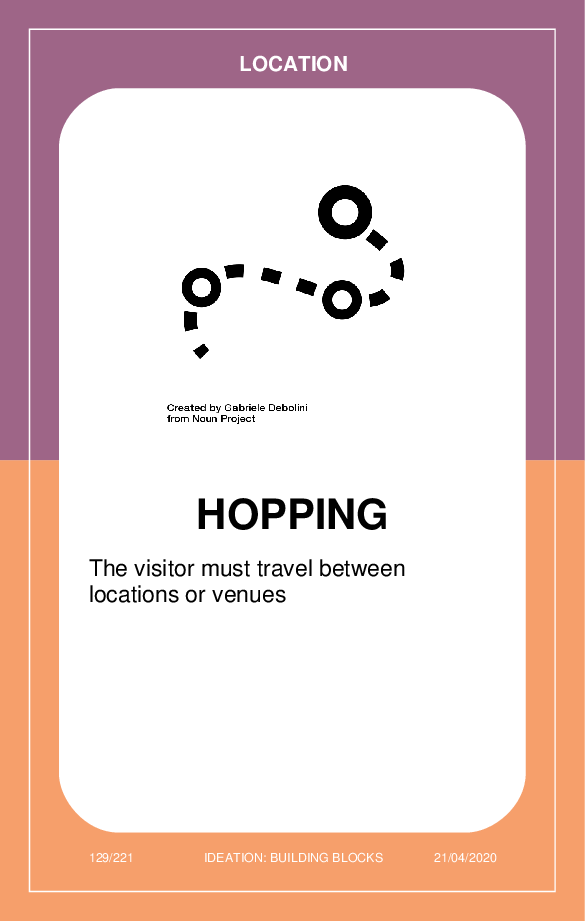 LOCATION
Created by Gabriele Debolini
from Noun Project
HOPPING
The visitor must travel between
locations or venues
129/221 IDEATION: BUILDING BLOCKS 21/04/2020